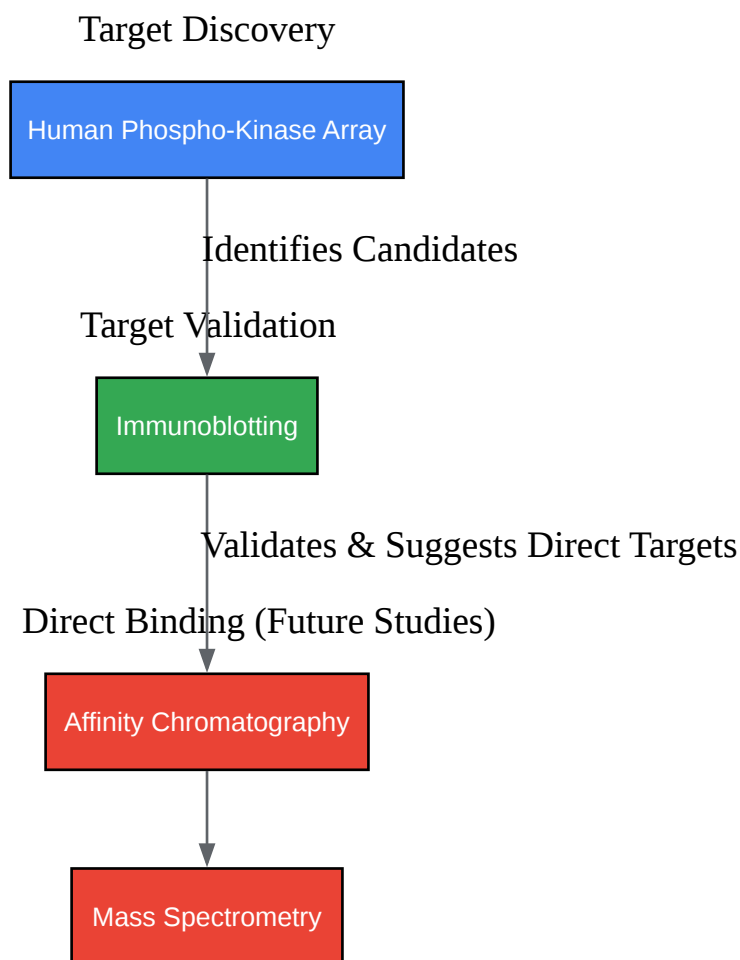 Target Discovery
Human Phospho-Kinase Array
Identifies Candidates
Target Validation
Immunoblotting
Validates & Suggests Direct Targets
Direct Binding (Future Studies)
Affinity Chromatography
Mass Spectrometry